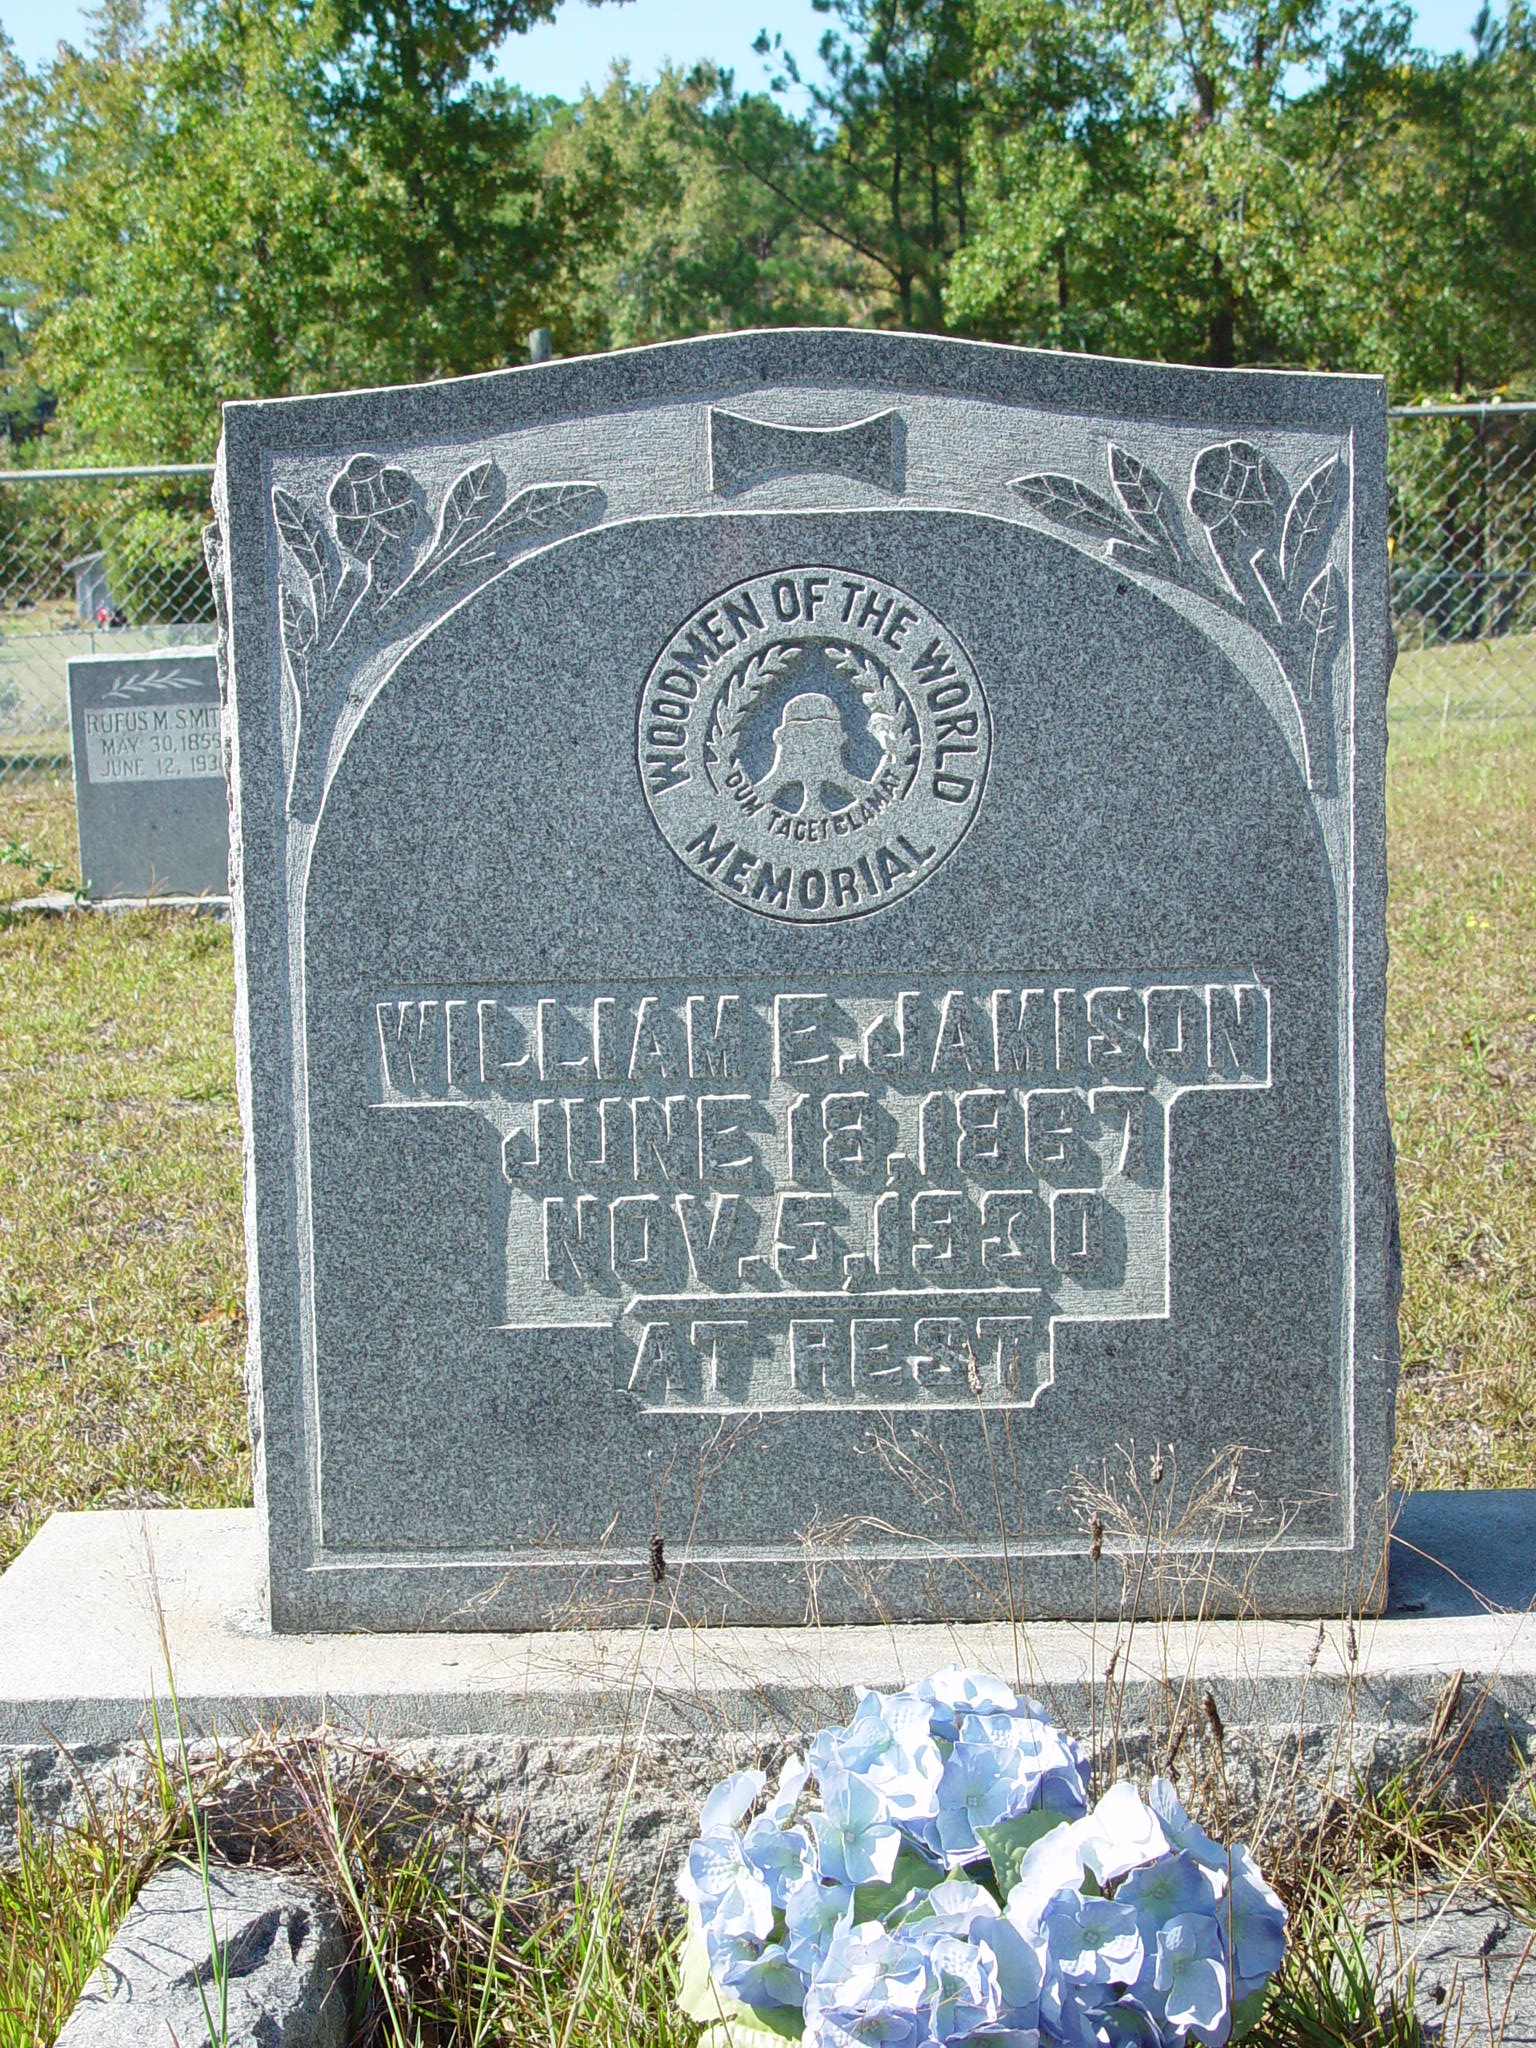 WOODMEN OF THE WORLD
MEMORIAL
DUM TACET CLAMAT
WILLIAM E. JAMISON
JUNE 18, 1867
NOV. 5, 1930
AT REST
RUFUS M. SMIT
MAY 30, 1855
JUNE 12, 193